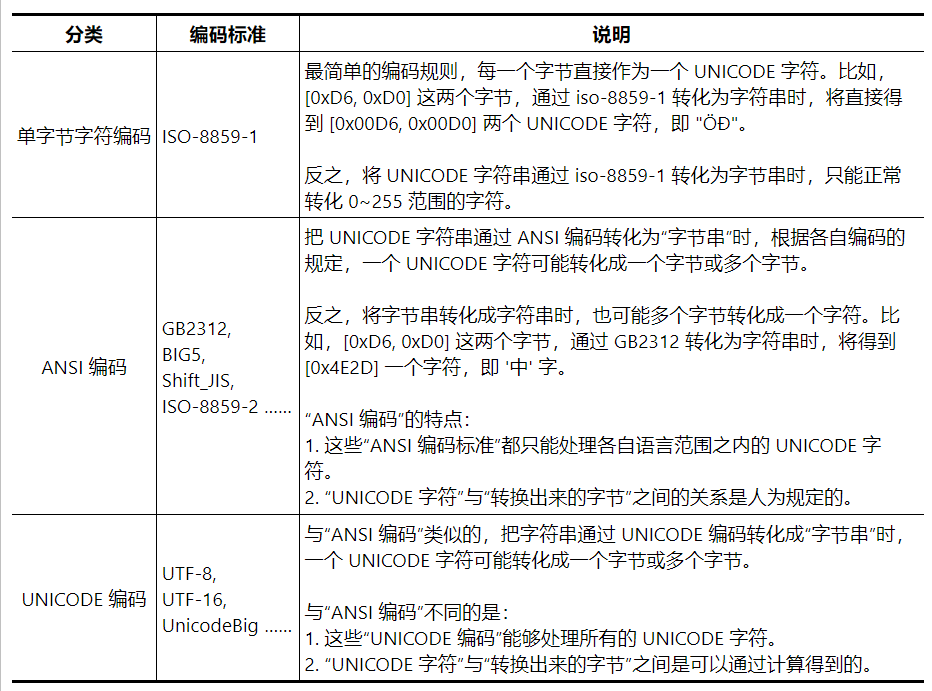 分类
编码标准
说明
单字节字符编码
ISO-8859-1
最简单的编码规则，每一个字节直接作为一个 UNICODE 字符。比如，
[0xD6, 0xD0] 这两个字节，通过 iso-8859-1 转化为字符串时，将直接得
到 [0x00D6, 0x00D0] 两个 UNICODE 字符，即 "ÖÐ"。
反之，将 UNICODE 字符串通过 iso-8859-1 转化为字节串时，只能正常
转化 0~255 范围的字符。
ANSI 编码
GB2312,
BIG5,
Shift_JIS,
ISO-8859-2 ……
把 UNICODE 字符串通过 ANSI 编码转化为“字节串”时，根据各自编码的
规定，一个 UNICODE 字符可能转化成一个字节或多个字节。
反之，将字节串转化成字符串时，也可能多个字节转化成一个字符。比
如，[0xD6, 0xD0] 这两个字节，通过 GB2312 转化为字符串时，将得到
[0x4E2D] 一个字符，即 '中' 字。
“ANSI 编码”的特点：
1. 这些“ANSI 编码标准”都只能处理各自语言范围之内的 UNICODE 字
符。
2. “UNICODE 字符”与“转换出来的字节”之间的关系是人为规定的。
UNICODE 编码
UTF-8,
UTF-16,
UnicodeBig ……
与“ANSI 编码”类似的，把字符串通过 UNICODE 编码转化成“字节串”时，
一个 UNICODE 字符可能转化成一个字节或多个字节。
与“ANSI 编码”不同的是：
1. 这些“UNICODE 编码”能够处理所有的 UNICODE 字符。
2. “UNICODE 字符”与“转换出来的字节”之间是可以通过计算得到的。